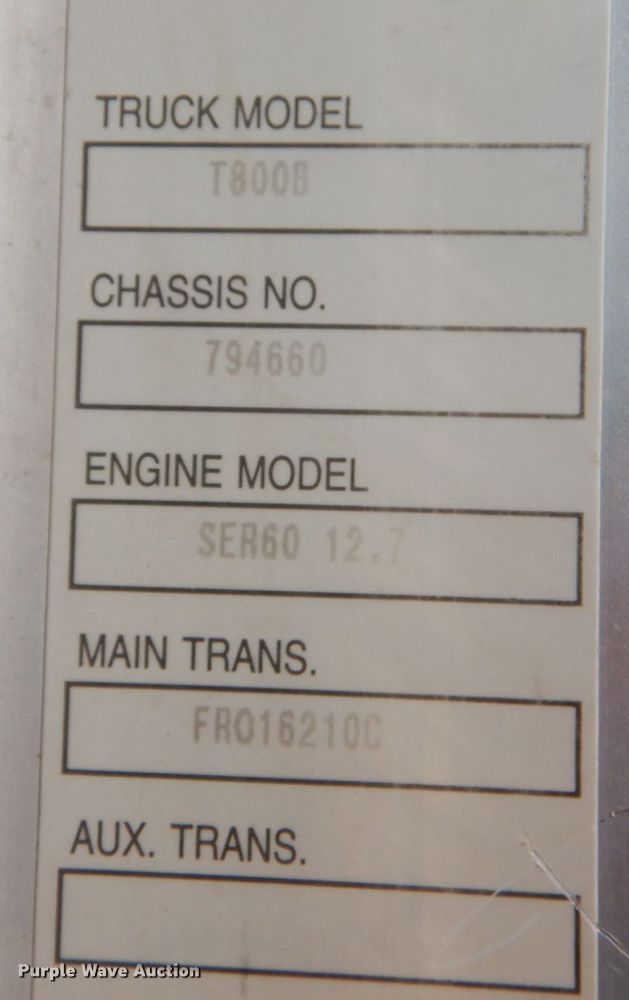 TRUCK MODEL
T800B
CHASSIS NO.
794660
ENGINE MODEL
SER60 12.7
MAIN TRANS.
FRO16210C
AUX. TRANS.
Purple Wave Auction